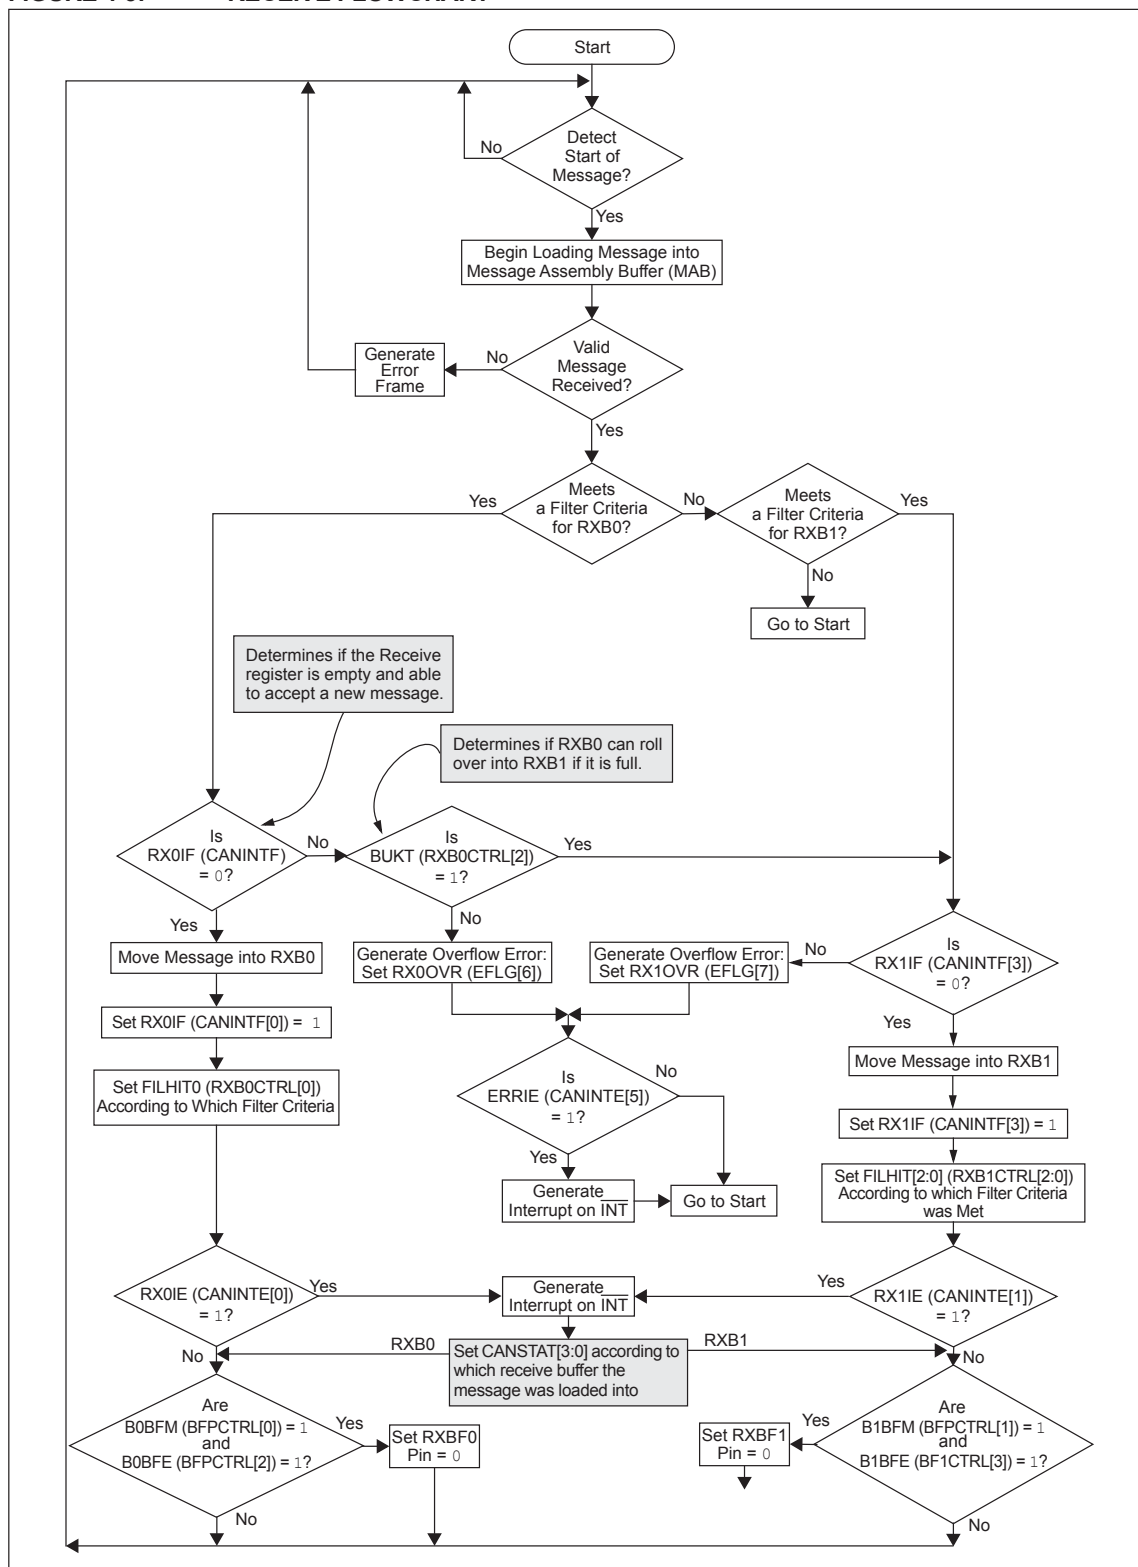 Start
Detect
Start of
Message?
No
Yes
Begin Loading Message into
Message Assembly Buffer (MAB)
Valid
Message
Received?
No
Generate
Error
Frame
Yes
Meets
a Filter Criteria
for RXB0?
Yes
No
Meets
a Filter Criteria
for RXB1?
Yes
No
Go to Start
Determines if the Receive
register is empty and able
to accept a new message.
Determines if RXB0 can roll
over into RXB1 if it is full.
Is
RX0IF (CANINTF)
= 0?
No
Is
BUKT (RXB0CTRL[2])
= 1?
Yes
Yes
No
Move Message into RXB0
Generate Overflow Error:
Set RX0OVR (EFLG[6])
Generate Overflow Error:
Set RX1OVR (EFLG[7])
No
Is
RX1IF (CANINTF[3])
= 0?
Set RX0IF (CANINTF[0]) = 1
Yes
Set FILHIT0 (RXB0CTRL[0])
According to Which Filter Criteria
Is
ERRIE (CANINTE[5])
= 1?
No
Yes
Move Message into RXB1
Set RX1IF (CANINTF[3]) = 1
Generate
Interrupt on INT
Go to Start
Set FILHIT[2:0] (RXB1CTRL[2:0])
According to which Filter Criteria
was Met
RX0IE (CANINTE[0])
= 1?
Yes
Generate
Interrupt on INT
Yes
RX1IE (CANINTE[1])
= 1?
No
RXB0
Set CANSTAT[3:0] according to
which receive buffer the
message was loaded into
RXB1
No
Are
B0BFM (BFPCTRL[0]) = 1
and
B0BFE (BFPCTRL[2]) = 1?
Yes
Set RXBF0
Pin = 0
Set RXBF1
Pin = 0
Yes
Are
B1BFM (BFPCTRL[1]) = 1
and
B1BFE (BF1CTRL[3]) = 1?
No
No